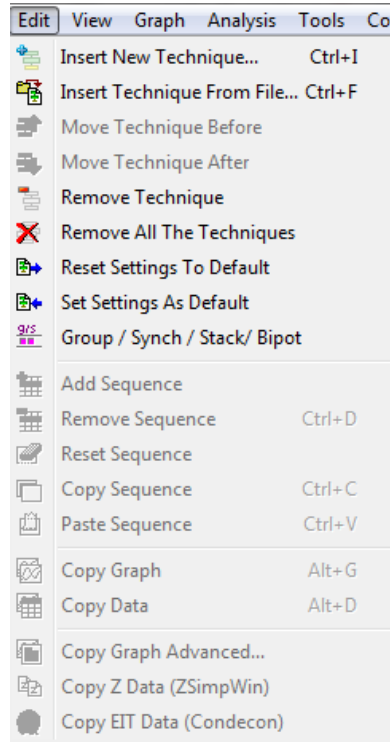 Edit View Graph Analysis Tools Co
Insert New Technique... Ctrl+I
Insert Technique From File... Ctrl+F
Move Technique Before
Move Technique After
Remove Technique
Remove All The Techniques
Reset Settings To Default
Set Settings As Default
g/s Group / Synch / Stack/ Bipot
Add Sequence
Remove Sequence Ctrl+D
Reset Sequence
Copy Sequence Ctrl+C
Paste Sequence Ctrl+V
Copy Graph Alt+G
Copy Data Alt+D
Copy Graph Advanced...
Copy Z Data (ZSimpWin)
Copy EIT Data (Condecon)